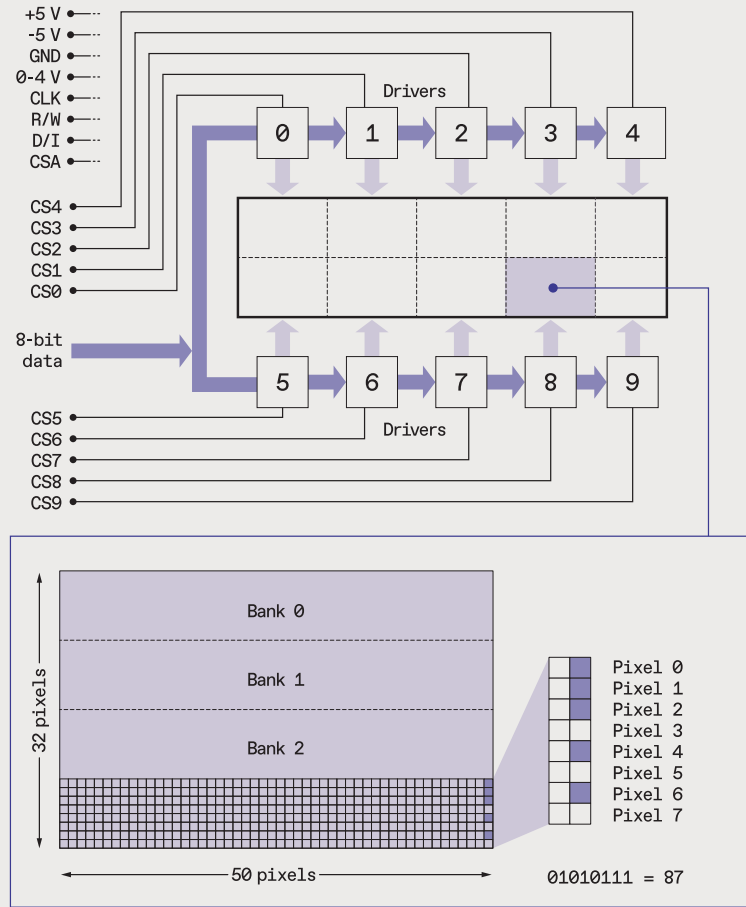 +5 V
-5 V
GND
0-4 V
CLK
R/W
D/I
CSA
Drivers
0 1 2 3 4
CS4
CS3
CS2
CS1
CS0
8-bit
data
5 6 7 8 9
Drivers
CS5
CS6
CS7
CS8
CS9
Bank 0
Bank 1
Bank 2
32 pixels
50 pixels
Pixel 0
Pixel 1
Pixel 2
Pixel 3
Pixel 4
Pixel 5
Pixel 6
Pixel 7
01010111 = 87